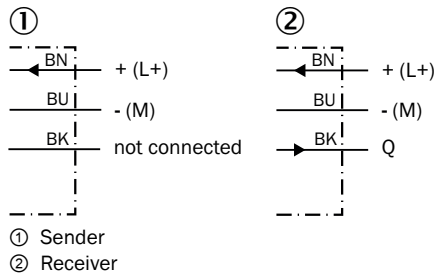 ① ②
BN + (L+) BN + (L+)
BU - (M) BU - (M)
BK not connected BK Q
① Sender
② Receiver